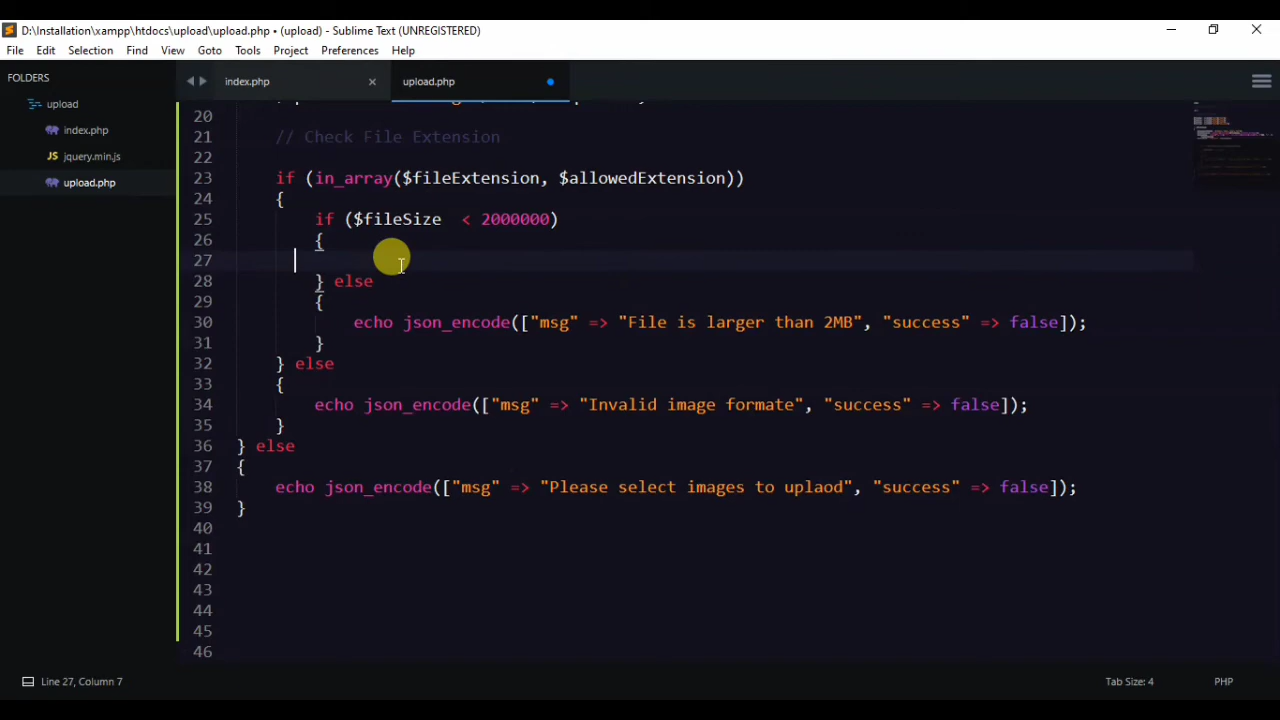 D:\Installation\xampp\htdocs\upload\upload.php • (upload) - Sublime Text (UNREGISTERED)
File Edit Selection Find View Goto Tools Project Preferences Help
FOLDERS
upload
index.php
JS jquery.min.js
upload.php
index.php × upload.php
20
21 // Check File Extension
22
23 if (in_array($fileExtension, $allowedExtension))
24 {
25 if ($fileSize < 2000000)
26 {
27
28 } else
29 {
30 echo json_encode(["msg" => "File is larger than 2MB", "success" => false]);
31 }
32 } else
33 {
34 echo json_encode(["msg" => "Invalid image formate", "success" => false]);
35 }
36 } else
37 {
38 echo json_encode(["msg" => "Please select images to uplaod", "success" => false]);
39 }
40
41
42
43
44
45
46
Line 27, Column 7 Tab Size: 4 PHP